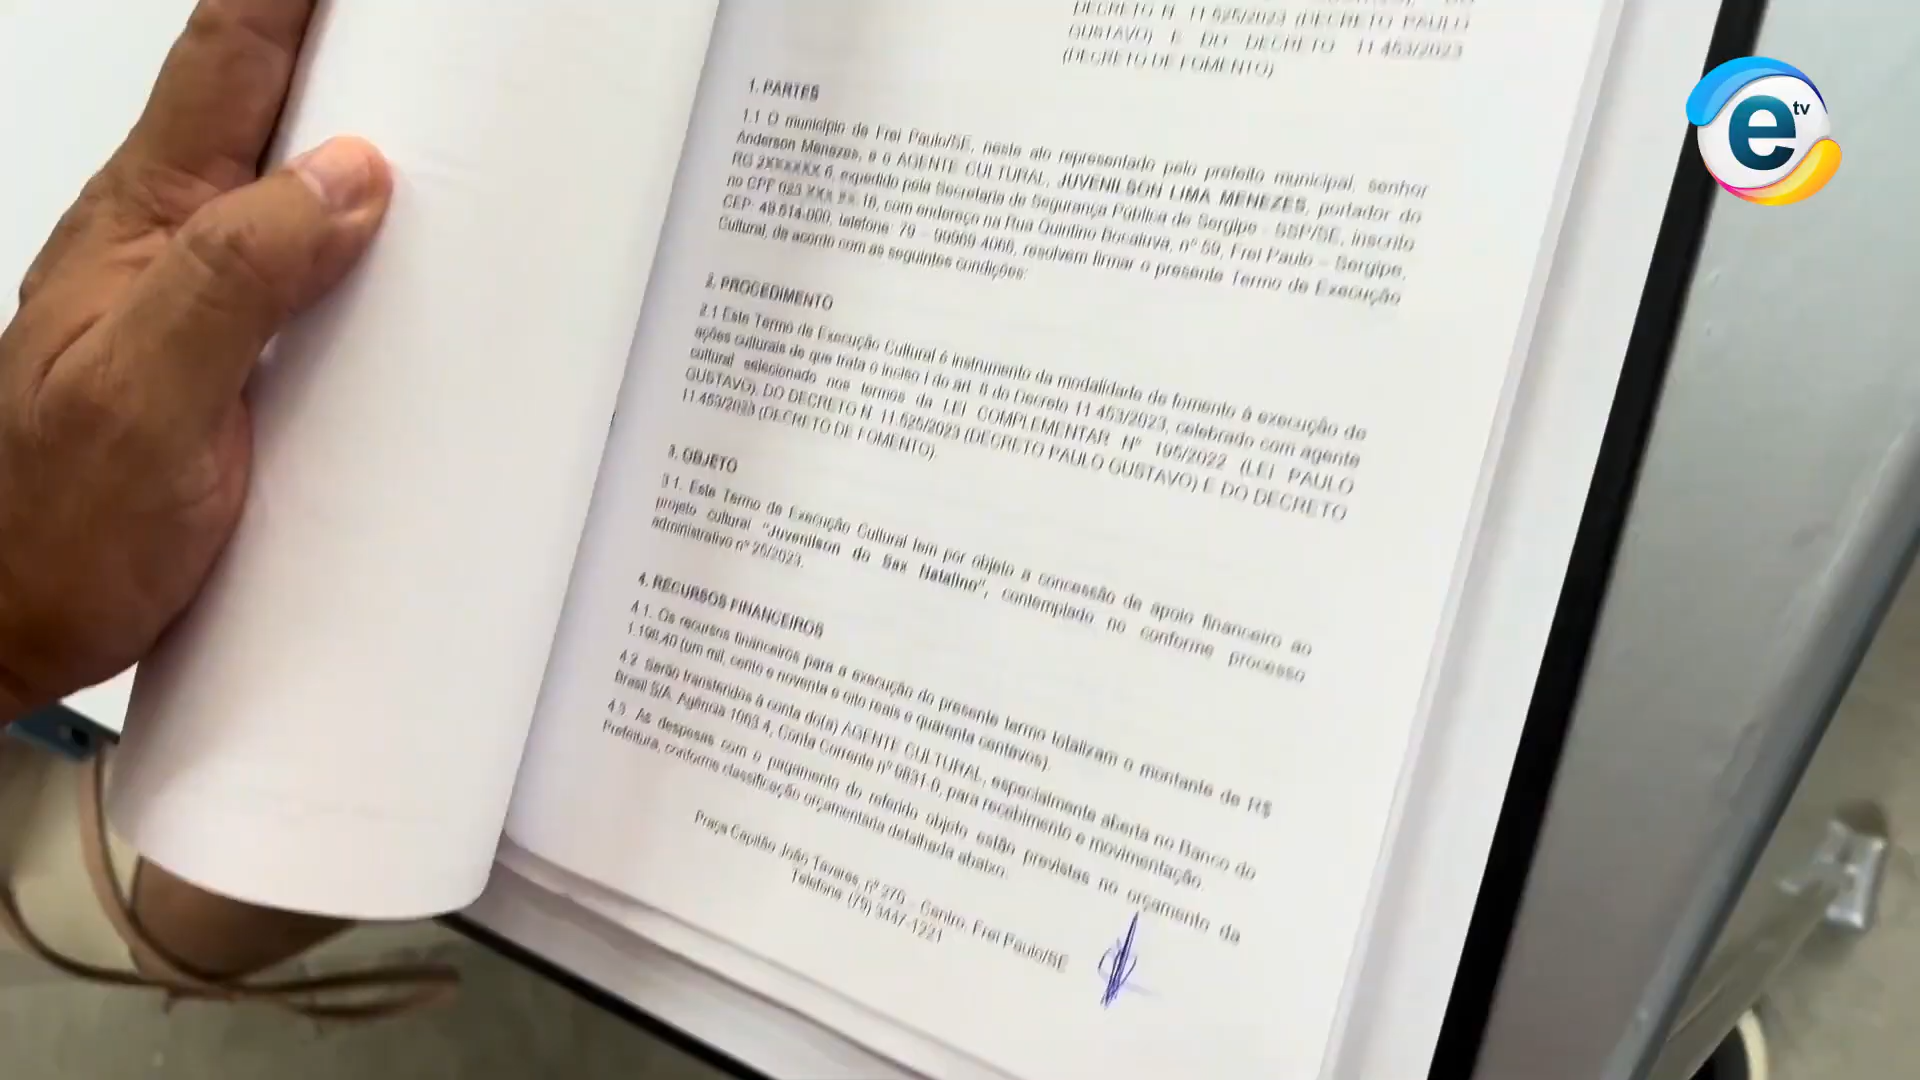 DECRETO N. 11.525/2023 (DECRETO PAULO
GUSTAVO) E DO DECRETO 11.453/2023
(DECRETO DE FOMENTO)
1. PARTES
1.1 O município de Frei Paulo/SE, neste ato representado pelo prefeito municipal, senhor
Anderson Menezes, e o AGENTE CULTURAL, JUVENILSON LIMA MENEZES, portador do
RG 2XXXXXX 6, expedido pela Secretaria de Segurança Pública de Sergipe - SSP/SE, inscrito
no CPF 023 XXX XX 16, com endereço na Rua Quintino Bocaiuva, nº 59, Frei Paulo – Sergipe,
CEP: 49.514-000, telefone: 79 – 99969 4066, resolvem firmar o presente Termo de Execução
Cultural, de acordo com as seguintes condições:
2. PROCEDIMENTO
2.1 Este Termo de Execução Cultural é instrumento da modalidade de fomento à execução de
ações culturais de que trata o inciso I do art. 8 do Decreto 11.453/2023, celebrado com agente
cultural selecionado nos termos da LEI COMPLEMENTAR Nº 195/2022 (LEI PAULO
GUSTAVO), DO DECRETO N. 11.525/2023 (DECRETO PAULO GUSTAVO) E DO DECRETO
11.453/2023 (DECRETO DE FOMENTO).
3. OBJETO
3.1. Este Termo de Execução Cultural tem por objeto a concessão de apoio financeiro ao
projeto cultural "Juvenilson do Sax Natalino", contemplado no conforme processo
administrativo nº 25/2023.
4. RECURSOS FINANCEIROS
4.1. Os recursos financeiros para a execução do presente termo totalizam o montante de R$
1.198,40 (um mil, cento e noventa e oito reais e quarenta centavos).
4.2. Serão transferidos à conta do(a) AGENTE CULTURAL, especialmente aberta no Banco do
Brasil S/A, Agência 1063 4, Conta Corrente nº 9831-0, para recebimento e movimentação.
4.3 As despesas com o pagamento do referido objeto estão previstas no orçamento da
Prefeitura, conforme classificação orçamentária detalhada abaixo.
Praça Capitão João Tavares, nº 270 - Centro, Frei Paulo/SE
Telefone (79) 3447-1221
e tv